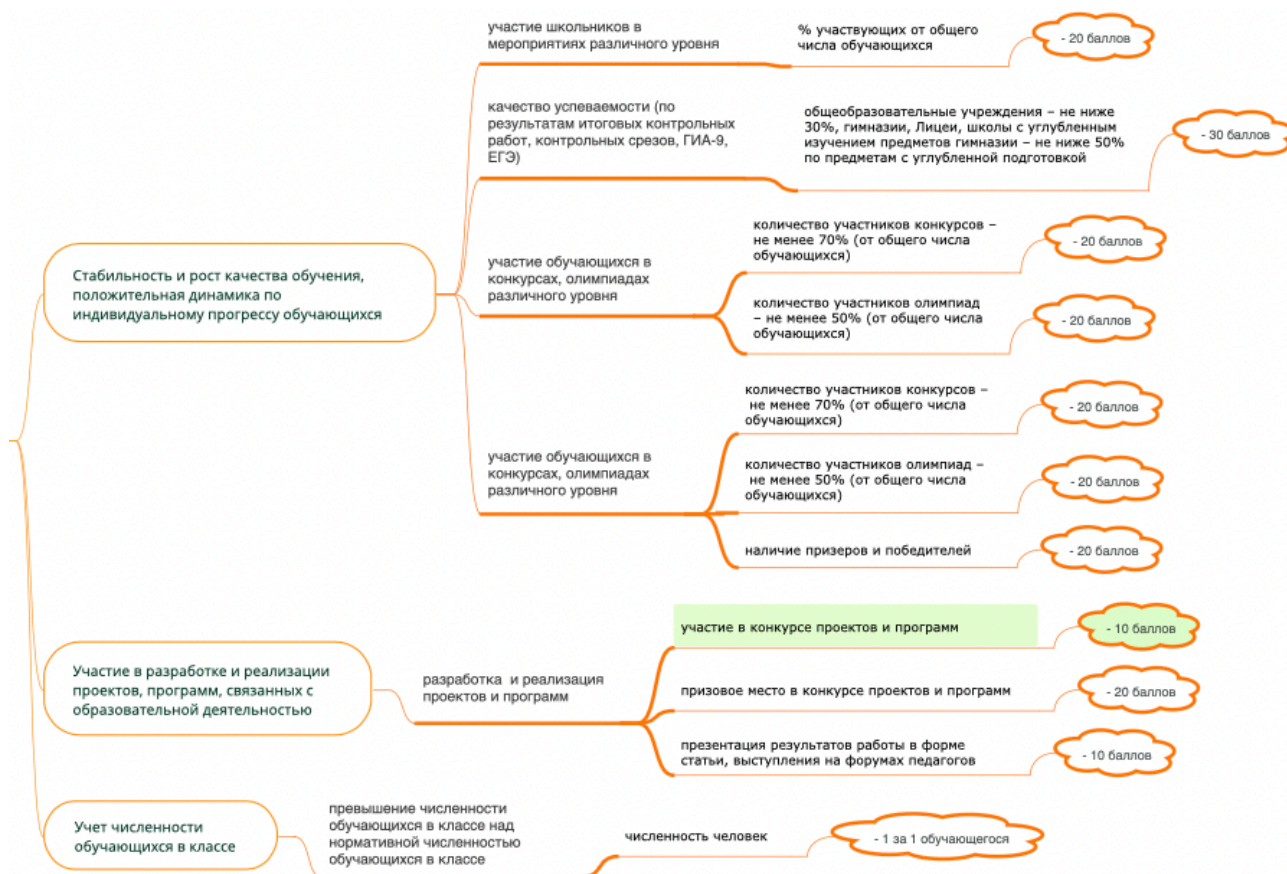 участие школьников в
мероприятиях различного уровня
% участвующих от общего
числа обучающихся
- 20 баллов
качество успеваемости (по
результатам итоговых контрольных
работ, контрольных срезов, ГИА-9,
ЕГЭ)
общеобразовательные учреждения – не ниже
30%, гимназии, Лицеи, школы с углубленным
изучением предметов гимназии – не ниже 50%
по предметам с углубленной подготовкой
- 30 баллов
Стабильность и рост качества обучения,
положительная динамика по
индивидуальному прогрессу обучающихся
участие обучающихся в
конкурсах, олимпиадах
различного уровня
количество участников конкурсов –
не менее 70% (от общего числа
обучающихся)
- 20 баллов
количество участников олимпиад
– не менее 50% (от общего числа
обучающихся)
- 20 баллов
участие обучающихся в
конкурсах, олимпиадах
различного уровня
количество участников конкурсов –
не менее 70% (от общего числа
обучающихся)
- 20 баллов
количество участников олимпиад –
не менее 50% (от общего числа
обучающихся)
- 20 баллов
наличие призеров и победителей
- 20 баллов
Участие в разработке и реализации
проектов, программ, связанных с
образовательной деятельностью
разработка и реализация
проектов и программ
участие в конкурсе проектов и программ
- 10 баллов
призовое место в конкурсе проектов и программ
- 20 баллов
презентация результатов работы в форме
статьи, выступления на форумах педагогов
- 10 баллов
Учет численности
обучающихся в классе
превышение численности
обучающихся в классе над
нормативной численностью
обучающихся в классе
численность человек
- 1 за 1 обучающегося